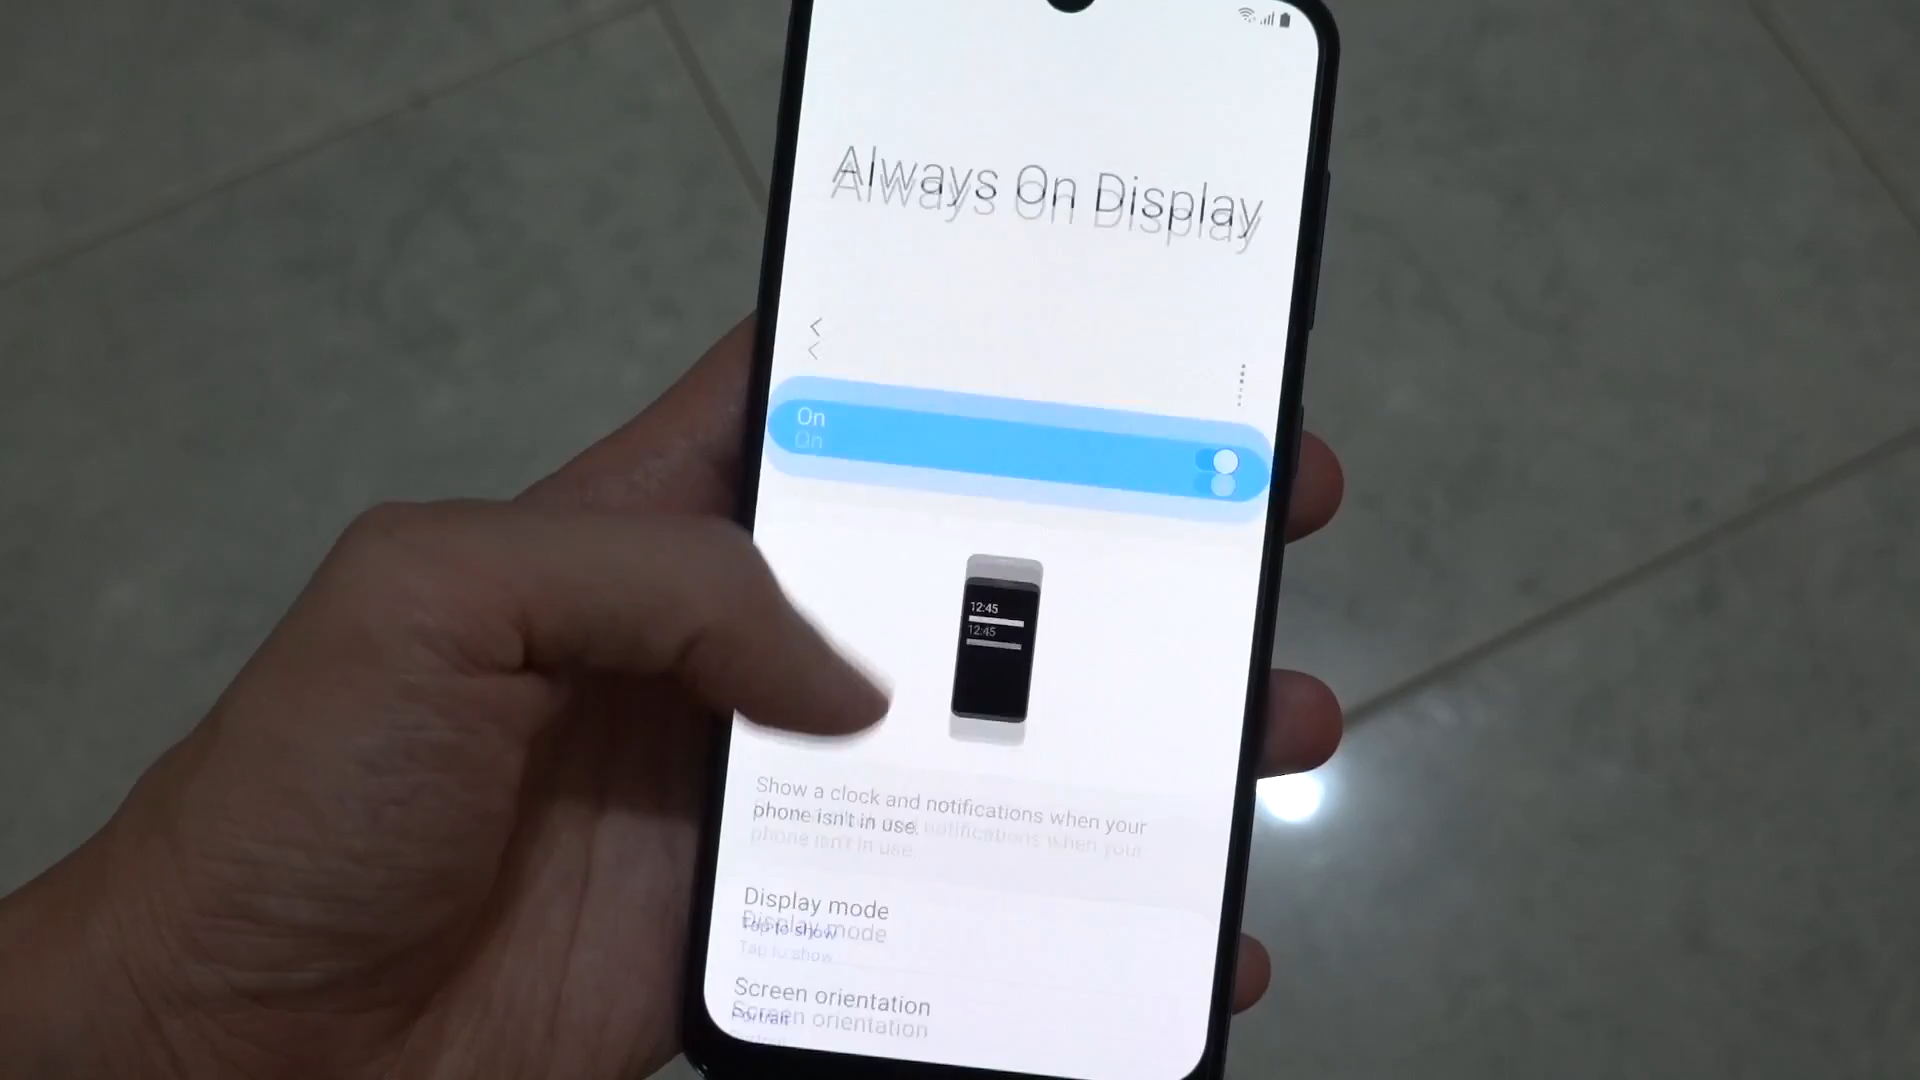 Always On Display
On
12:45
Show a clock and notifications when your
phone isn't in use.
Display mode
Tap to show
Screen orientation
Portrait